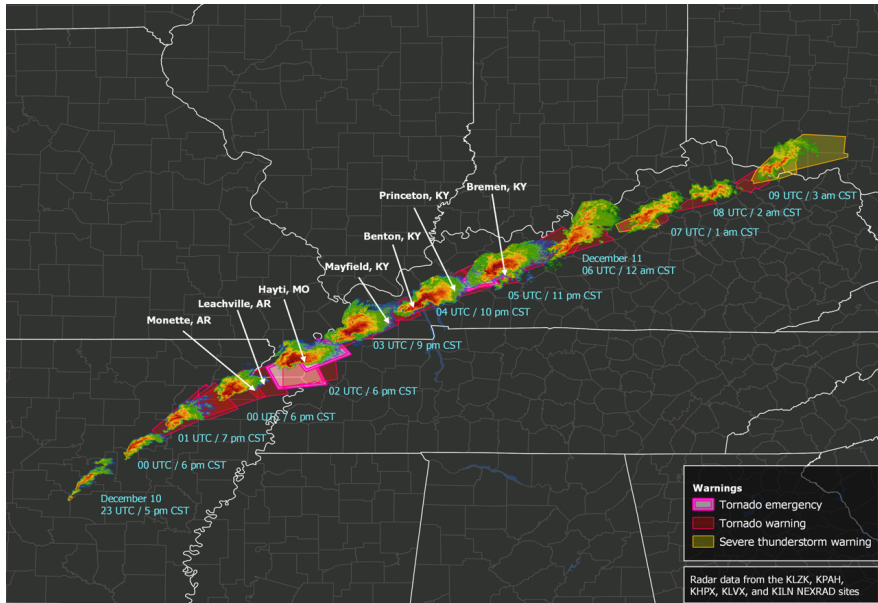 Bremen, KY
Princeton, KY
Benton, KY
Mayfield, KY
Hayti, MO
Leachville, AR
Monette, AR
09 UTC / 3 am CST
08 UTC / 2 am CST
07 UTC / 1 am CST
December 11
06 UTC / 12 am CST
05 UTC / 11 pm CST
04 UTC / 10 pm CST
03 UTC / 9 pm CST
02 UTC / 6 pm CST
00 UTC / 6 pm CST
01 UTC / 7 pm CST
00 UTC / 6 pm CST
December 10
23 UTC / 5 pm CST
Warnings
Tornado emergency
Tornado warning
Severe thunderstorm warning
Radar data from the KLZK, KPAH,
KHPX, KLVX, and KILN NEXRAD sites